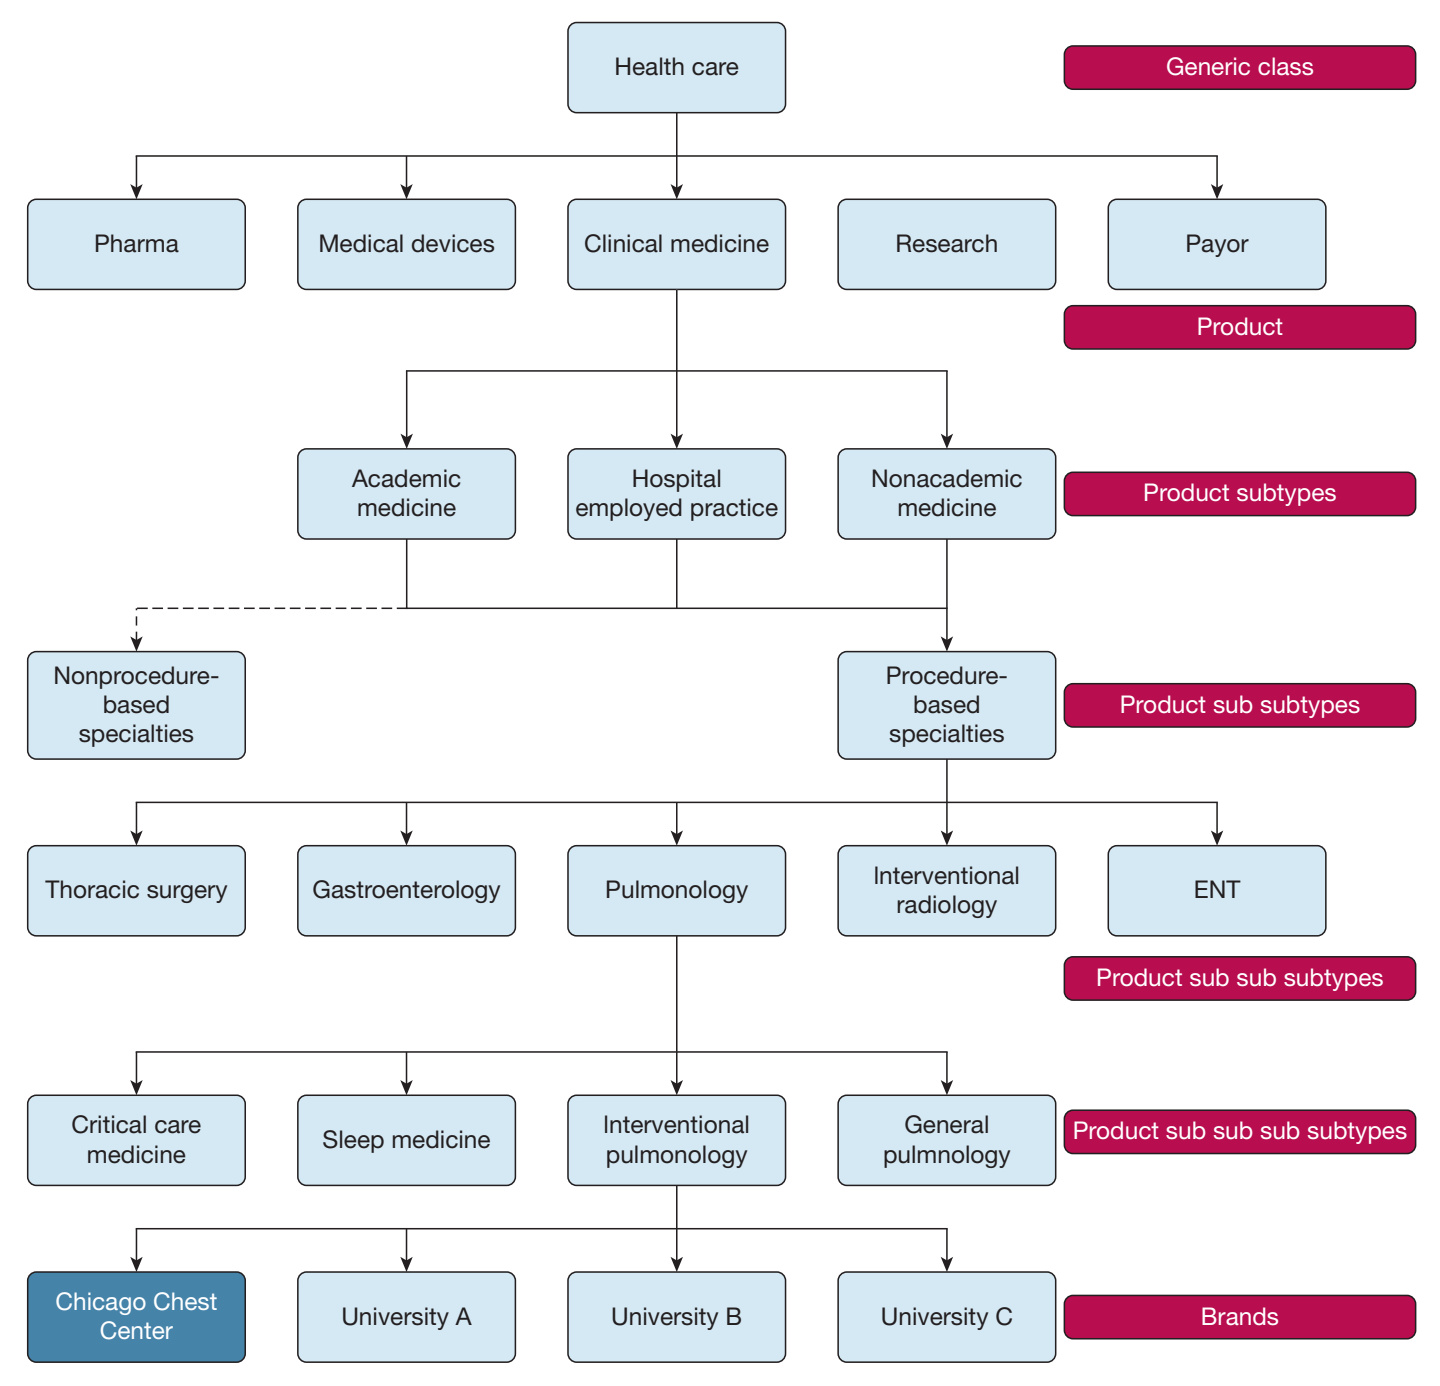 Health care
Generic class
Pharma
Medical devices
Clinical medicine
Research
Payor
Product
Academic
medicine
Hospital
employed practice
Nonacademic
medicine
Product subtypes
Nonprocedure-
based
specialties
Procedure-
based
specialties
Product sub subtypes
Thoracic surgery
Gastroenterology
Pulmonology
Interventional
radiology
ENT
Product sub sub subtypes
Critical care
medicine
Sleep medicine
Interventional
pulmonology
General
pulmnology
Product sub sub sub subtypes
Chicago Chest
Center
University A
University B
University C
Brands